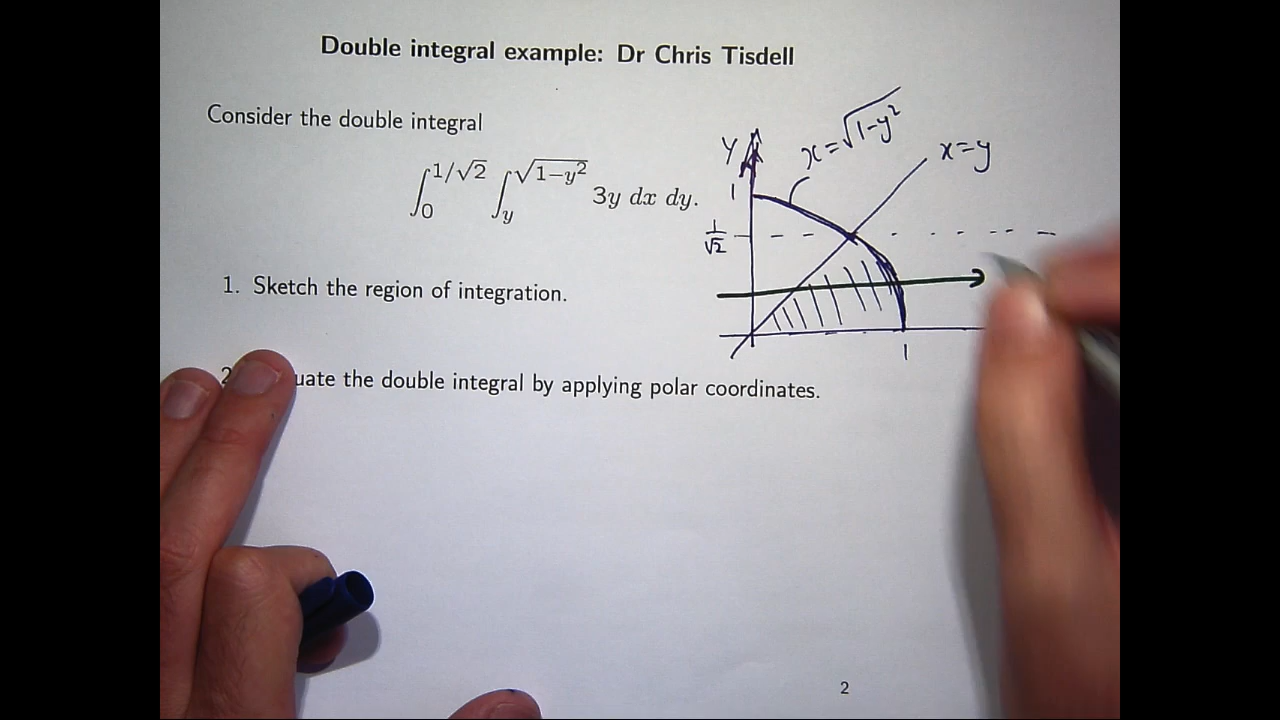 Double integral example: Dr Chris Tisdell
Consider the double integral
∫₀^{1/√2} ∫_y^{√(1−y²)} 3y dx dy.
1. Sketch the region of integration.
2 uate the double integral by applying polar coordinates.
y
x=√(1-y²)
x=y
1
1/√2
1
2